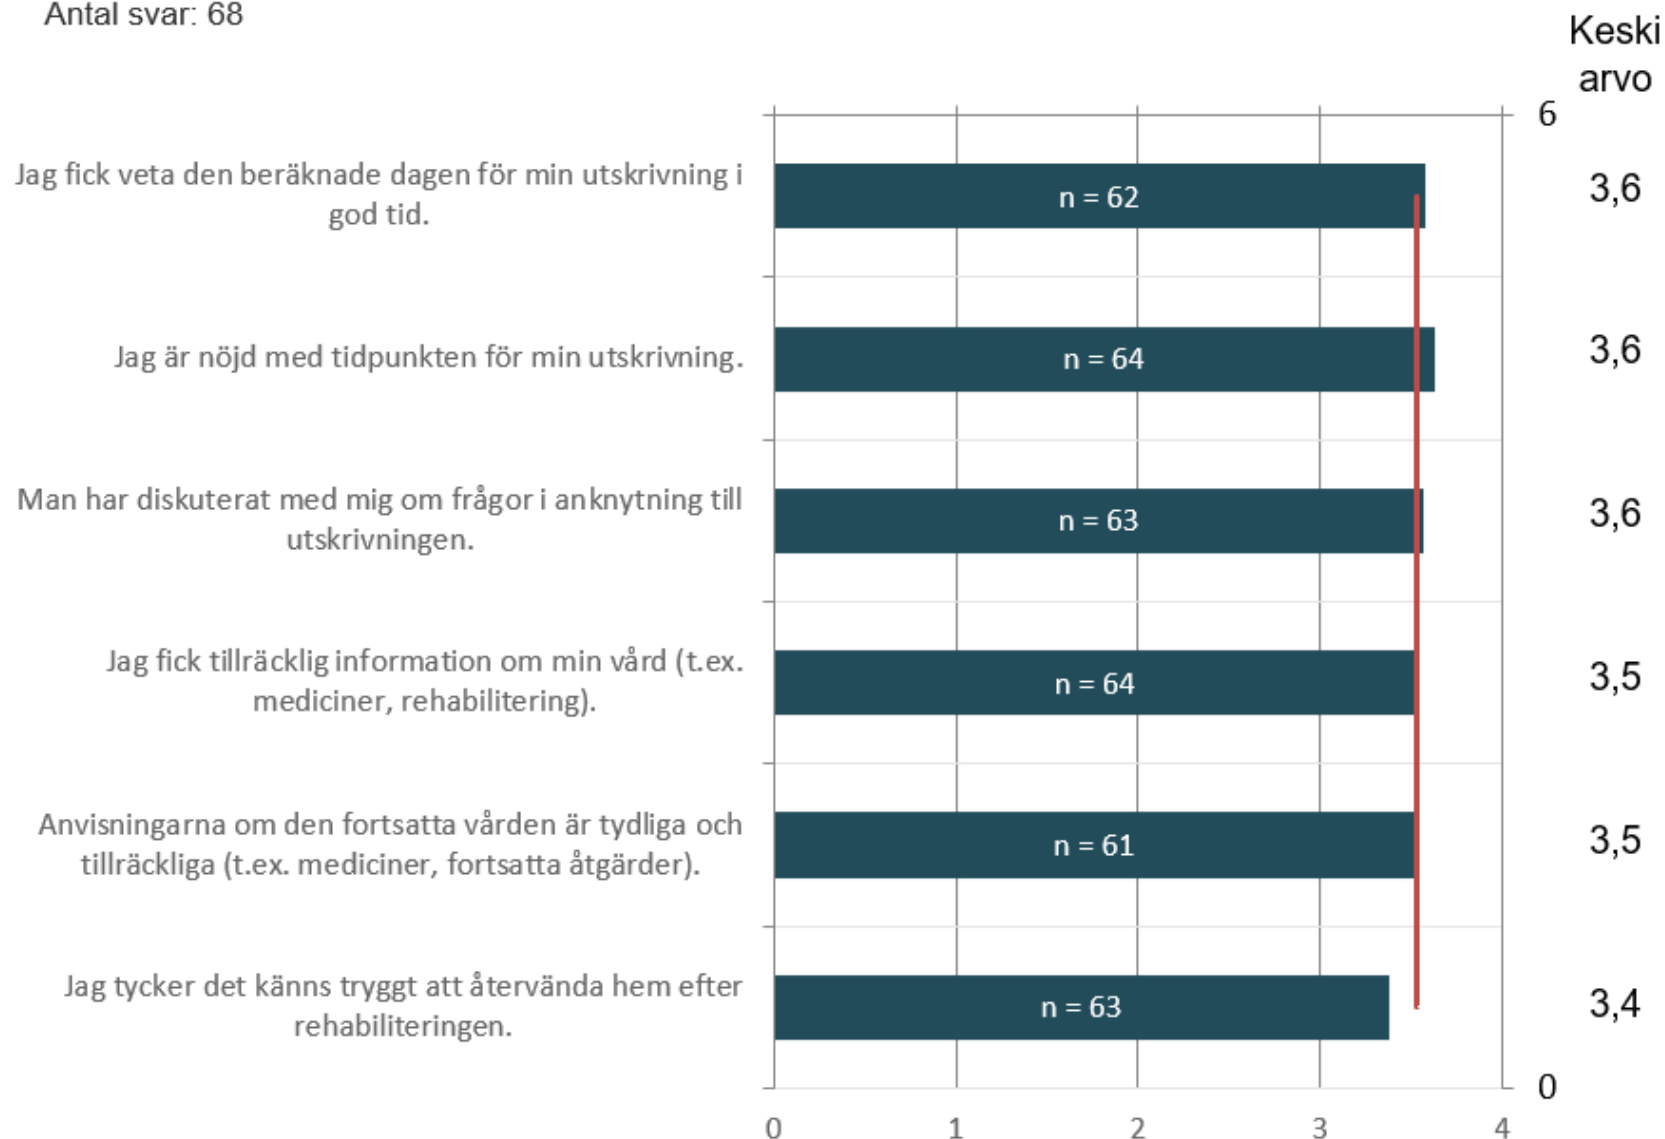 Antal svar: 68
Keski
arvo
6
Jag fick veta den beräknade dagen för min utskrivning i
god tid.
n = 62
3,6
Jag är nöjd med tidpunkten för min utskrivning.
n = 64
3,6
Man har diskuterat med mig om frågor i anknytning till
utskrivningen.
n = 63
3,6
Jag fick tillräcklig information om min vård (t.ex.
mediciner, rehabilitering).
n = 64
3,5
Anvisningarna om den fortsatta vården är tydliga och
tillräckliga (t.ex. mediciner, fortsatta åtgärder).
n = 61
3,5
Jag tycker det känns tryggt att återvända hem efter
rehabiliteringen.
n = 63
3,4
0
0 1 2 3 4